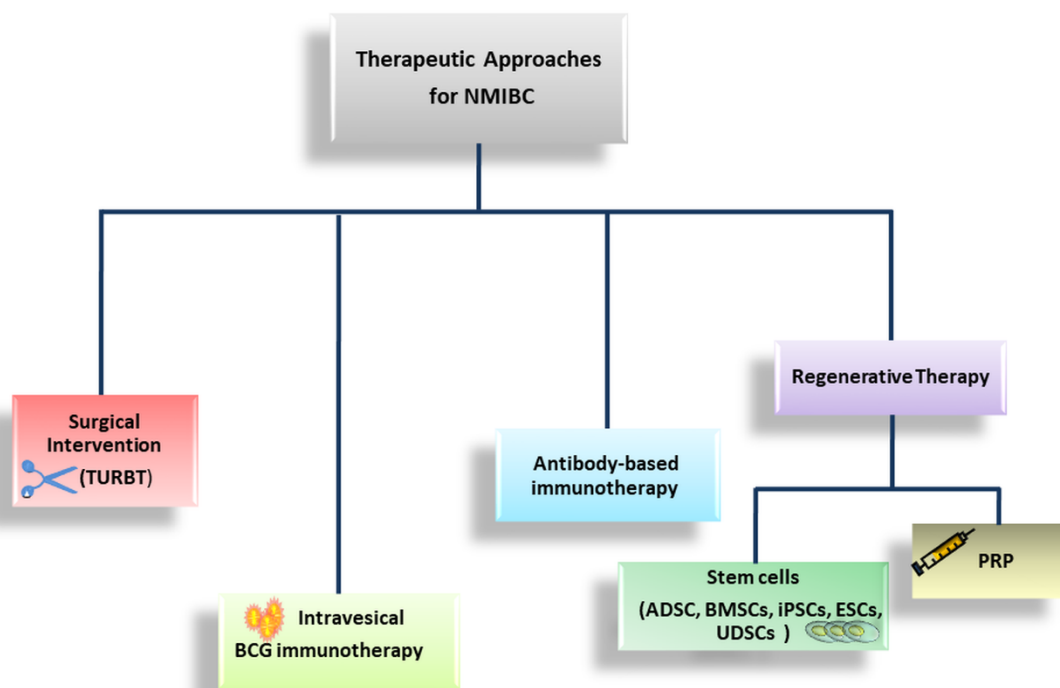 Therapeutic Approaches
for NMIBC
Surgical
Intervention
(TURBT)
Intravesical
BCG immunotherapy
Antibody-based
immunotherapy
Regenerative Therapy
Stem cells
(ADSC, BMSCs, iPSCs, ESCs,
UDSCs )
PRP